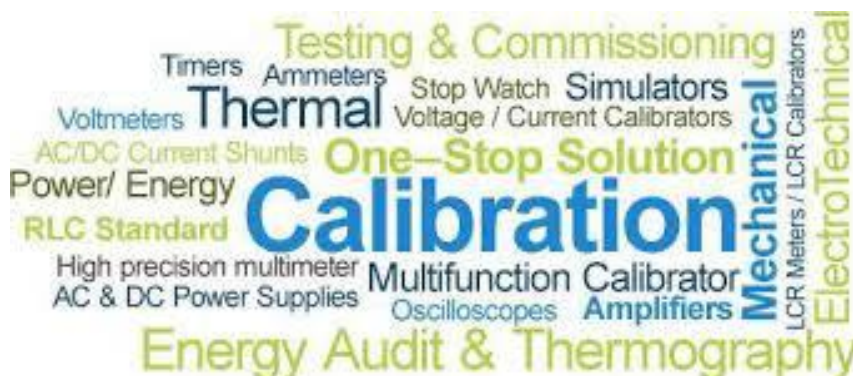 Testing & Commissioning
Timers
Ammeters
Stop Watch
Simulators
Voltmeters
Thermal
Voltage / Current Calibrators
AC/DC Current Shunts
One–Stop Solution
Power/ Energy
Calibration
RLC Standard
High precision multimeter
Multifunction Calibrator
AC & DC Power Supplies
Oscilloscopes
Amplifiers
Energy Audit & Thermography
Mechanical
LCR Meters / LCR Calibrators
ElectroTechnical